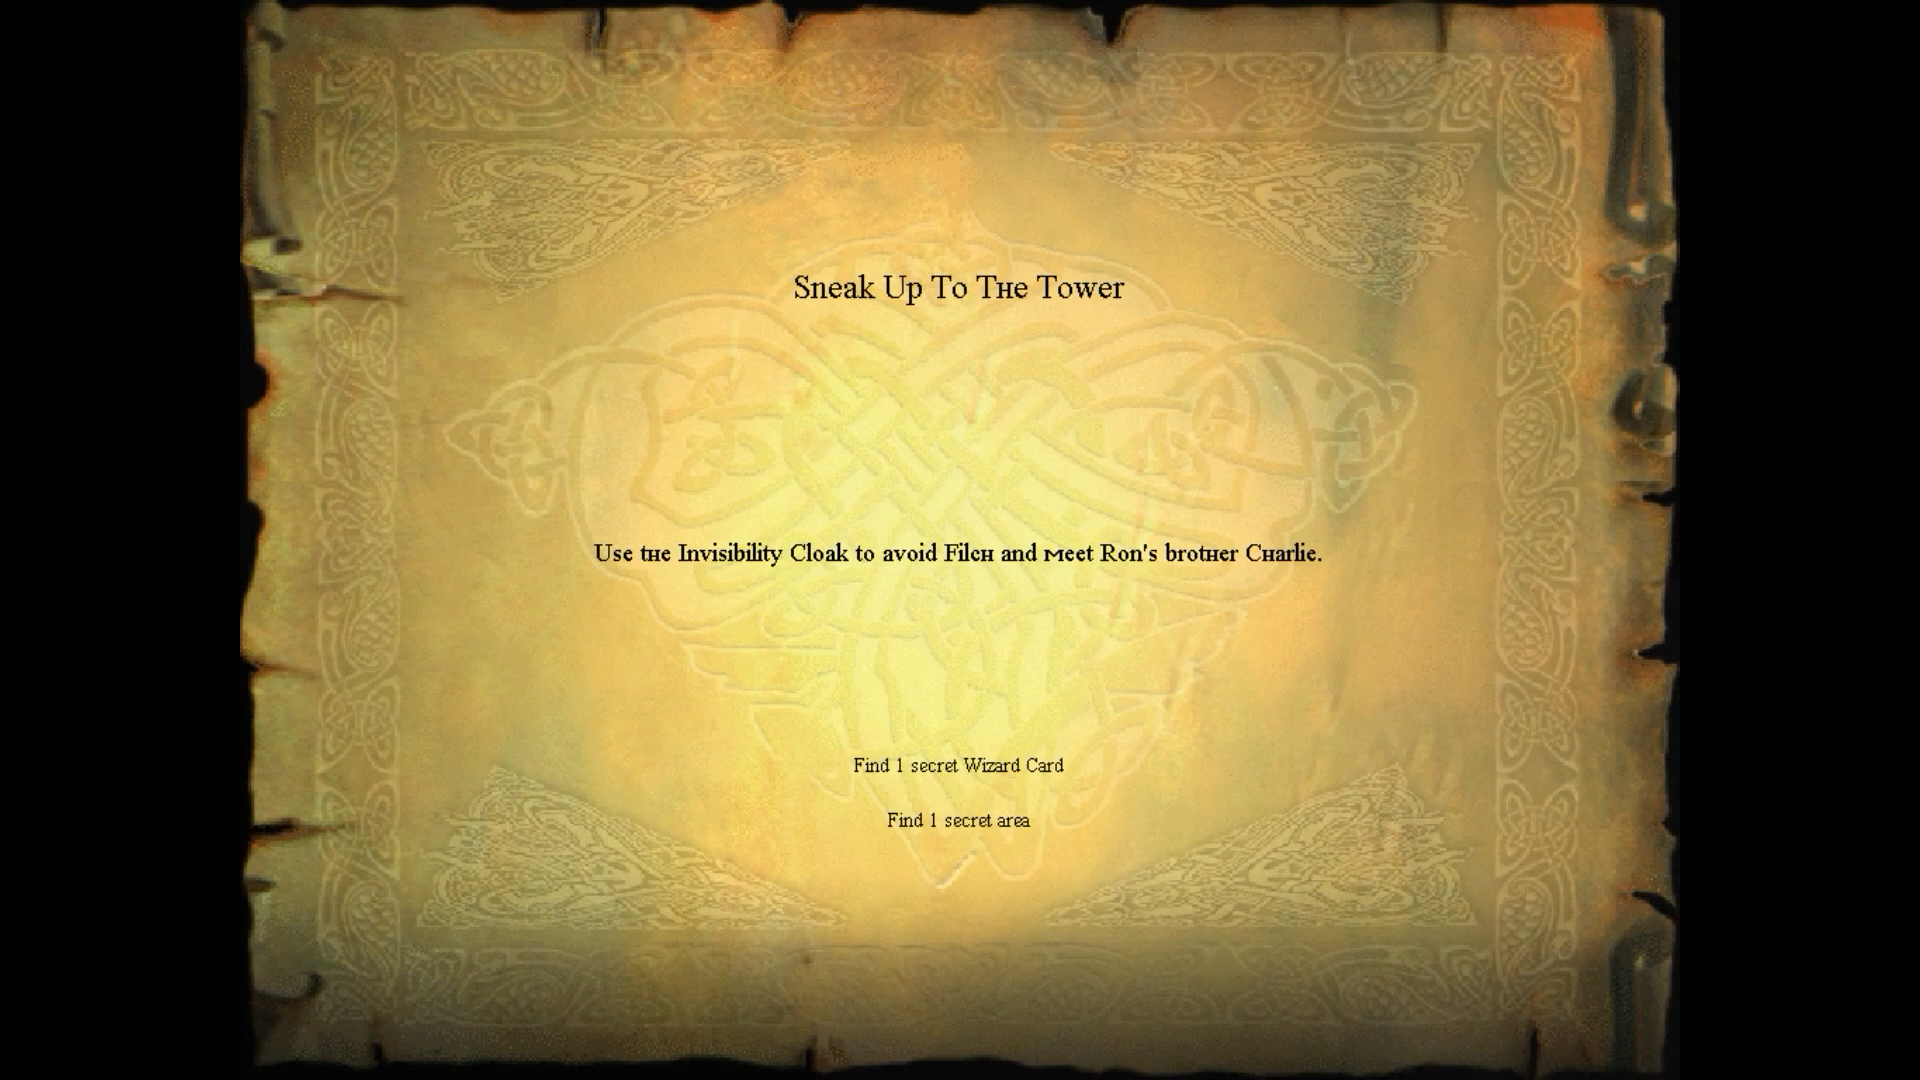 Sneak Up To The Tower
Use the Invisibility Cloak to avoid Filch and meet Ron's brother Charlie.
Find 1 secret Wizard Card
Find 1 secret area